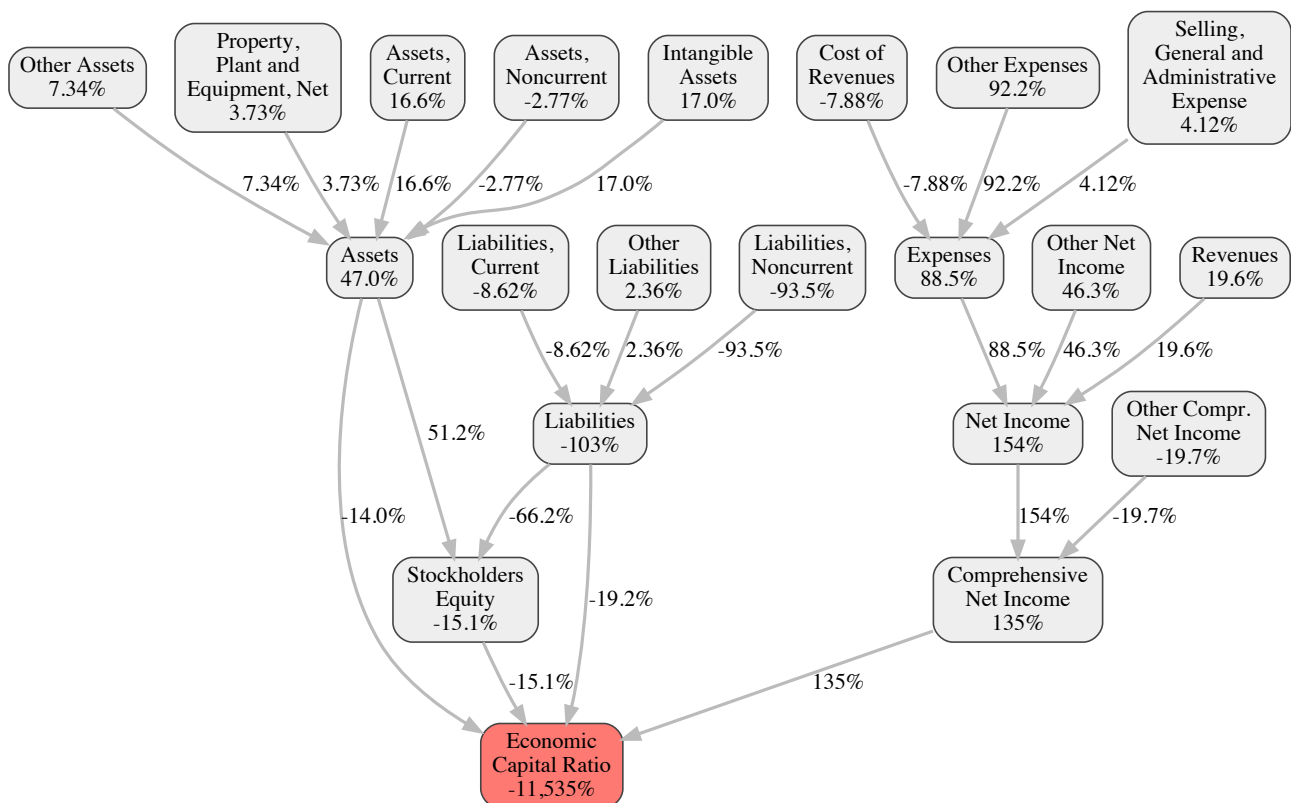 Other Assets
7.34%
Property,
Plant and
Equipment, Net
3.73%
Assets,
Current
16.6%
Assets,
Noncurrent
-2.77%
Intangible
Assets
17.0%
Cost of
Revenues
-7.88%
Other Expenses
92.2%
Selling,
General and
Administrative
Expense
4.12%
7.34%
3.73%
16.6%
-2.77%
17.0%
-7.88%
92.2%
4.12%
Assets
47.0%
Liabilities,
Current
-8.62%
Other
Liabilities
2.36%
Liabilities,
Noncurrent
-93.5%
Expenses
88.5%
Other Net
Income
46.3%
Revenues
19.6%
-8.62%
2.36%
-93.5%
88.5%
46.3%
19.6%
51.2%
Liabilities
-103%
Net Income
154%
Other Compr.
Net Income
-19.7%
-14.0%
-66.2%
154%
-19.7%
Stockholders
Equity
-15.1%
-19.2%
Comprehensive
Net Income
135%
-15.1%
135%
Economic
Capital Ratio
-11,535%